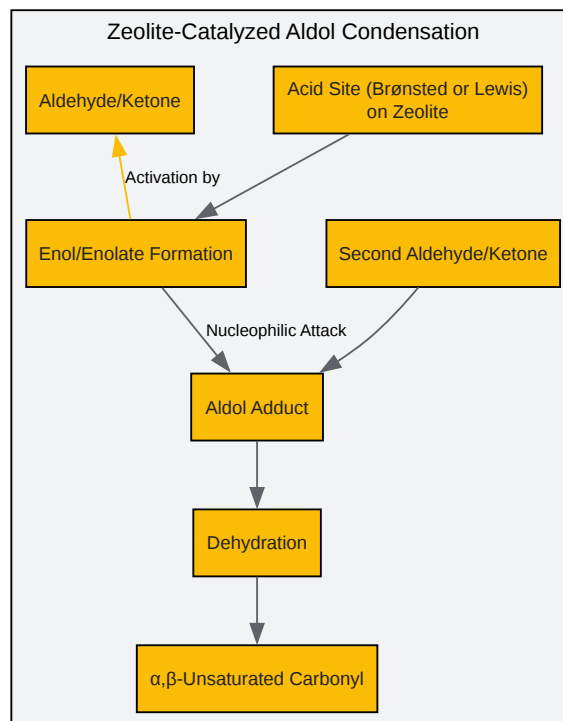 Zeolite-Catalyzed Aldol Condensation
Aldehyde/Ketone
Acid Site (Brønsted or Lewis)
on Zeolite
Activation by
Enol/Enolate Formation
Second Aldehyde/Ketone
Nucleophilic Attack
Aldol Adduct
Dehydration
α,β-Unsaturated Carbonyl